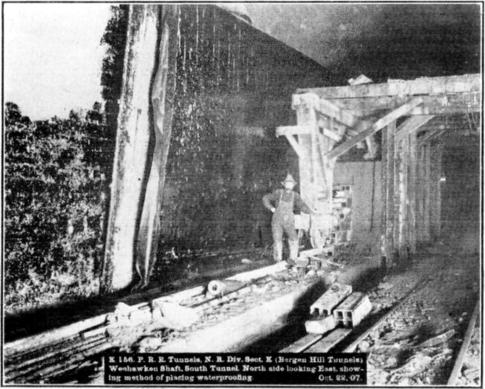 K 156. P. R. R. Tunnels, N. R. Div. Sect. K (Bergen Hill Tunnels)
Weehawken Shaft, South Tunnel. North side looking East, show-
ing method of placing waterproofing. Oct. 22, 07.